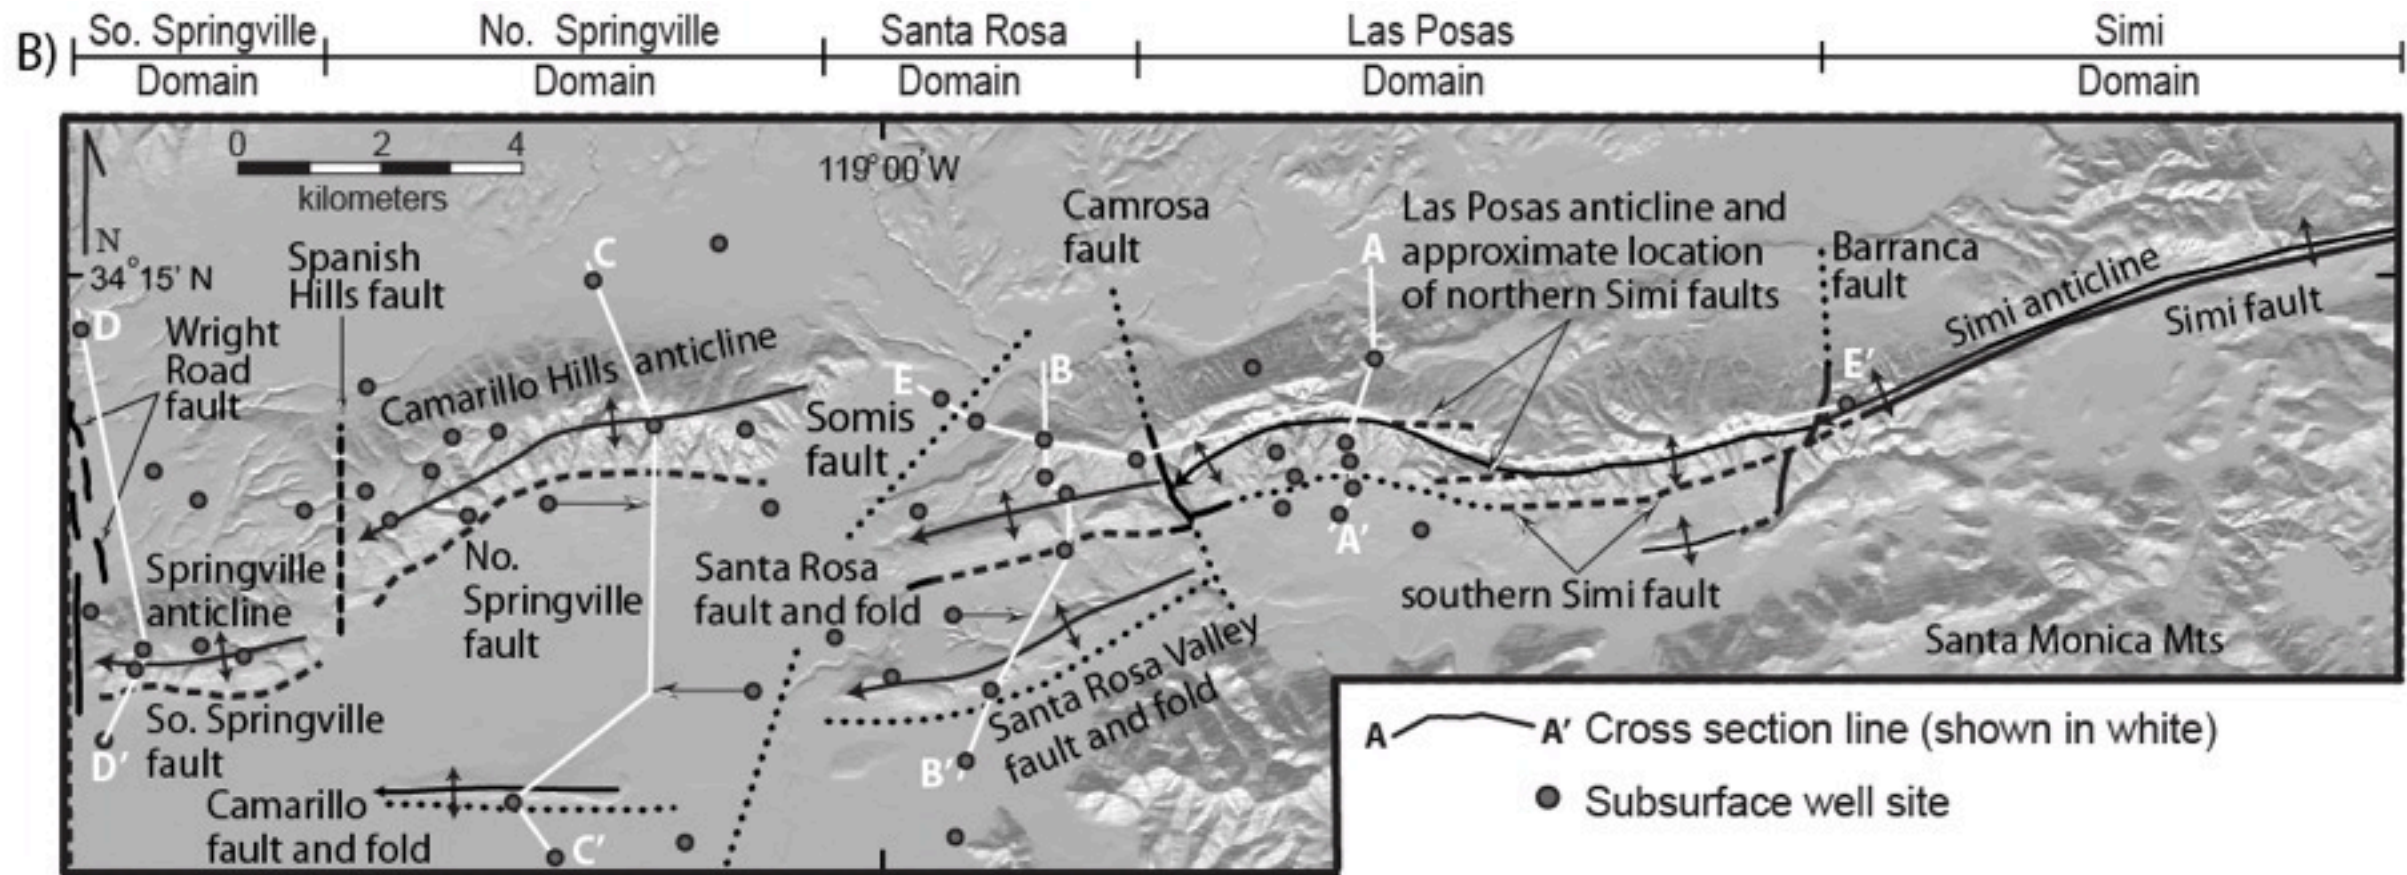 B)
So. Springville
Domain
No. Springville
Domain
Santa Rosa
Domain
Las Posas
Domain
Simi
Domain
0 2 4
kilometers
N
34°15' N
119°00'W
Spanish
Hills fault
Wright
Road
fault
D
C
Camarillo Hills anticline
Somis
fault
E
B
Camrosa
fault
A
Las Posas anticline and
approximate location
of northern Simi faults
Barranca
fault
Simi anticline
Simi fault
E'
A'
Springville
anticline
No.
Springville
fault
Santa Rosa
fault and fold
southern Simi fault
Santa Monica Mts
Santa Rosa Valley
fault and fold
So. Springville
fault
D'
B'
Camarillo
fault and fold
C'
A A' Cross section line (shown in white)
Subsurface well site